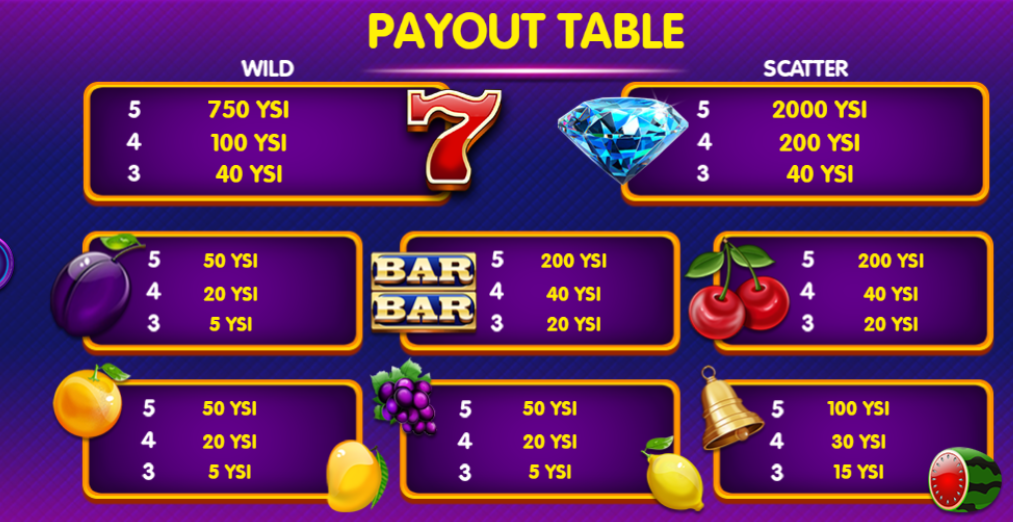 PAYOUT TABLE
WILD
5 750 YSI
4 100 YSI
3 40 YSI
7
SCATTER
5 2000 YSI
4 200 YSI
3 40 YSI
5 50 YSI
4 20 YSI
3 5 YSI
BAR
BAR
5 200 YSI
4 40 YSI
3 20 YSI
5 200 YSI
4 40 YSI
3 20 YSI
5 50 YSI
4 20 YSI
3 5 YSI
5 50 YSI
4 20 YSI
3 5 YSI
5 100 YSI
4 30 YSI
3 15 YSI